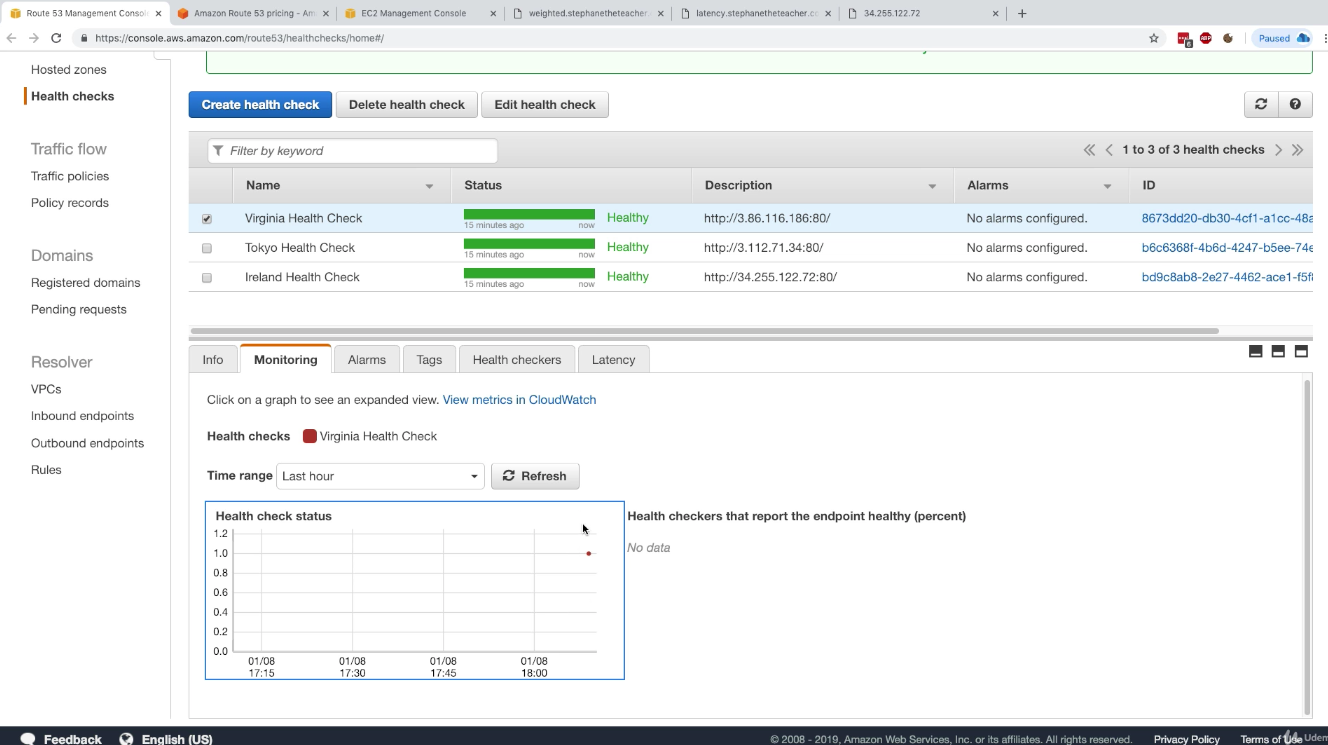 Route 53 Management Consol
Amazon Route 53 pricing - Am
EC2 Management Console
weighted.stephanetheteacher.
latency.stephanetheteacher.c
34.255.122.72
https://console.aws.amazon.com/route53/healthchecks/home#/
Paused
Hosted zones
Health checks
Traffic flow
Traffic policies
Policy records
Domains
Registered domains
Pending requests
Resolver
VPCs
Inbound endpoints
Outbound endpoints
Rules
Create health check
Delete health check
Edit health check
Filter by keyword
1 to 3 of 3 health checks
Name Status Description Alarms ID
Virginia Health Check Healthy http://3.86.116.186:80/ No alarms configured. 8673dd20-db30-4cf1-a1cc-48a
15 minutes ago now
Tokyo Health Check Healthy http://3.112.71.34:80/ No alarms configured. b6c6368f-4b6d-4247-b5ee-74e
15 minutes ago now
Ireland Health Check Healthy http://34.255.122.72:80/ No alarms configured. bd9c8ab8-2e27-4462-ace1-f5f
15 minutes ago now
Info Monitoring Alarms Tags Health checkers Latency
Click on a graph to see an expanded view. View metrics in CloudWatch
Health checks Virginia Health Check
Time range Last hour Refresh
Health check status
1.2
1.0
0.8
0.6
0.4
0.2
0.0
01/08 01/08 01/08 01/08
17:15 17:30 17:45 18:00
Health checkers that report the endpoint healthy (percent)
No data
Feedback English (US)
© 2008 - 2019, Amazon Web Services, Inc. or its affiliates. All rights reserved. Privacy Policy Terms of Use